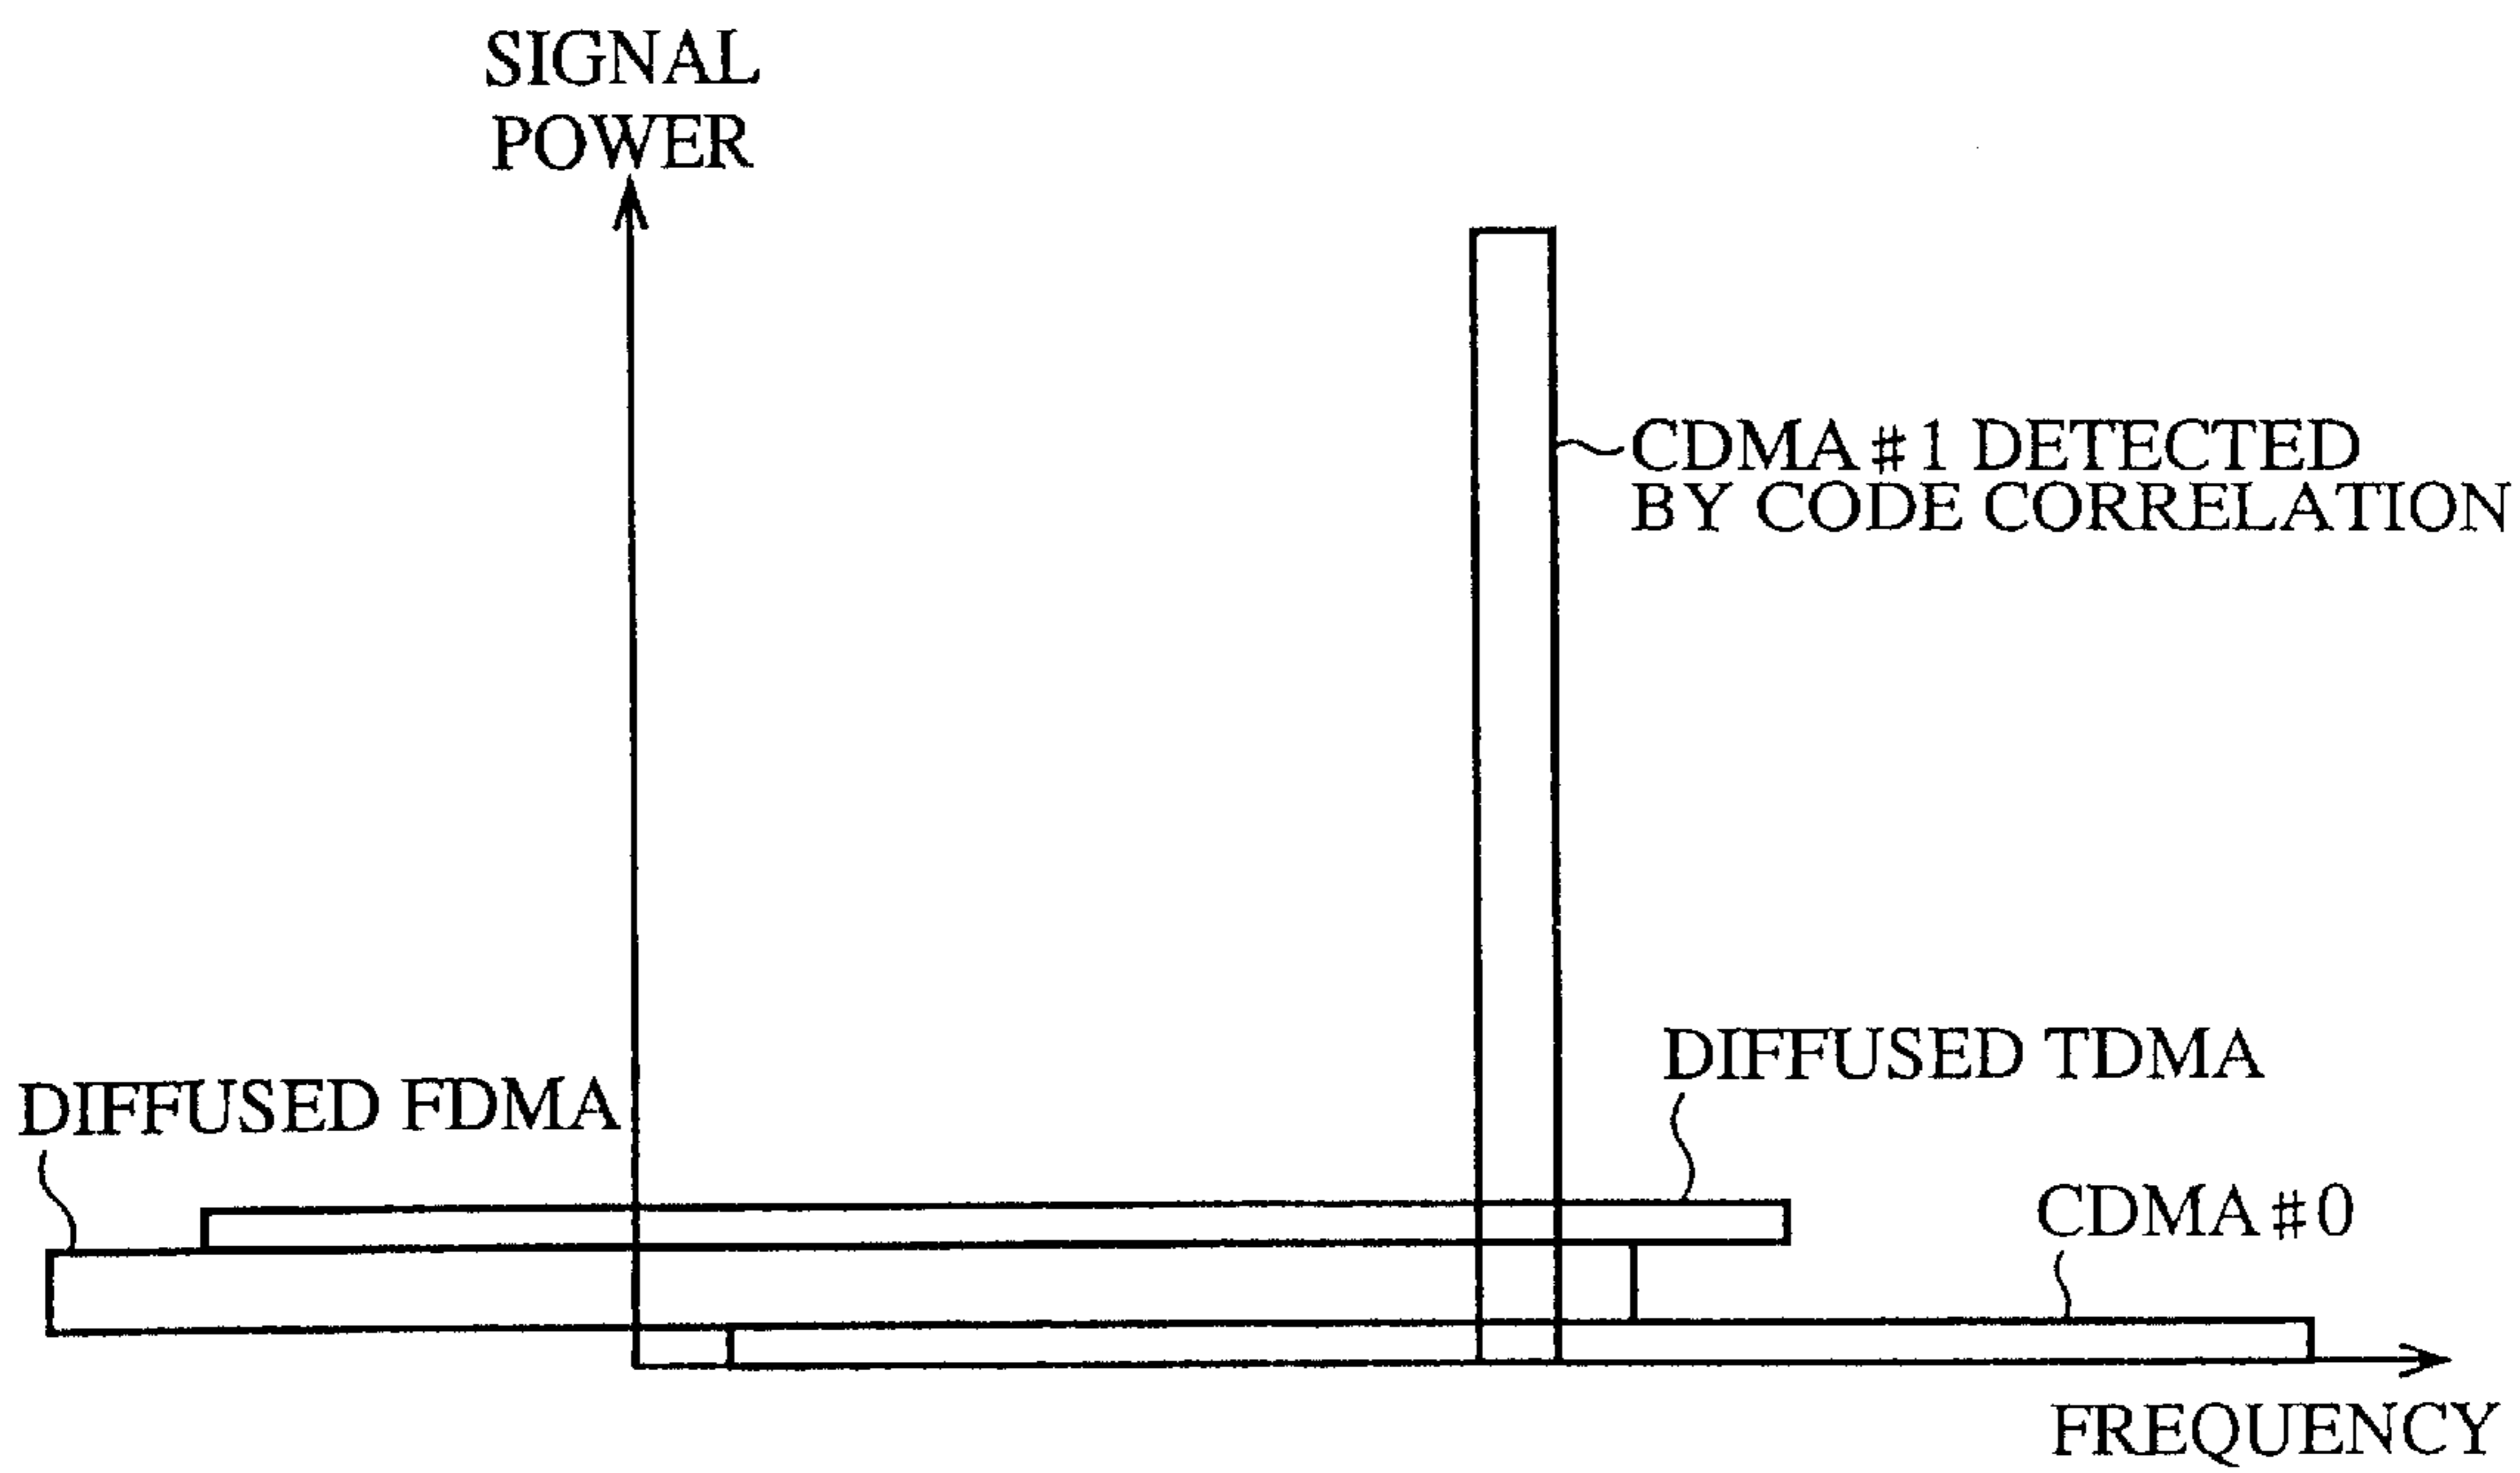 SIGNAL
POWER
CDMA #1 DETECTED
BY CODE CORRELATION
DIFFUSED TDMA
DIFFUSED FDMA
CDMA #0
FREQUENCY